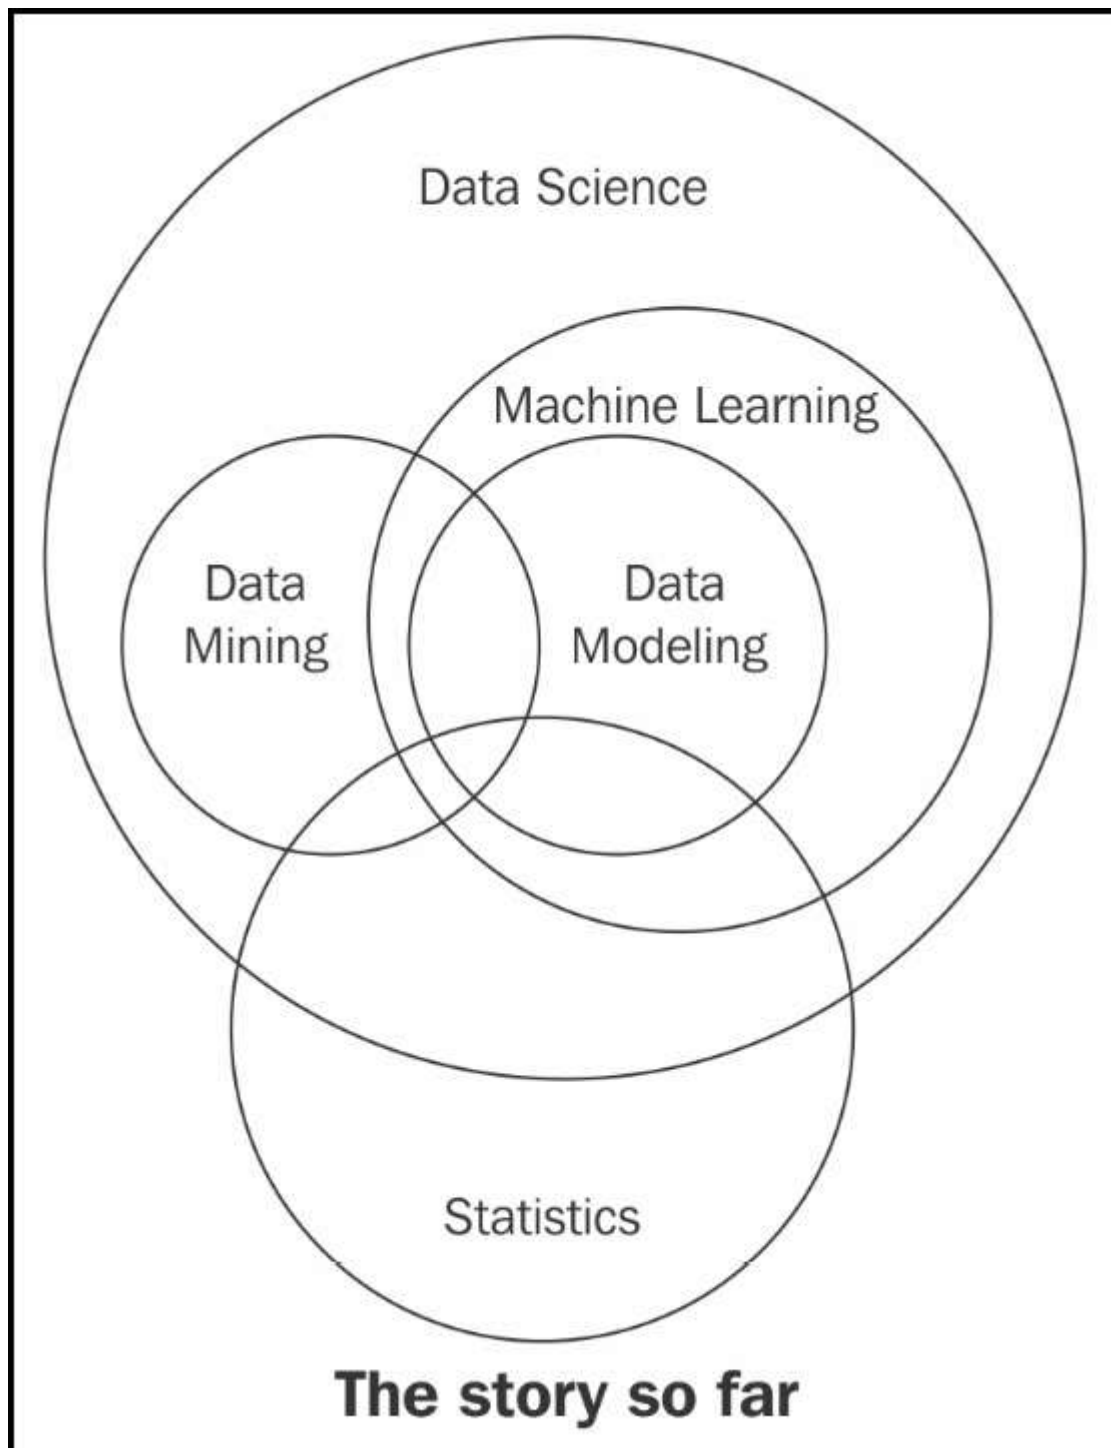 Data Science
Machine Learning
Data
Mining
Data
Modeling
Statistics
The story so far